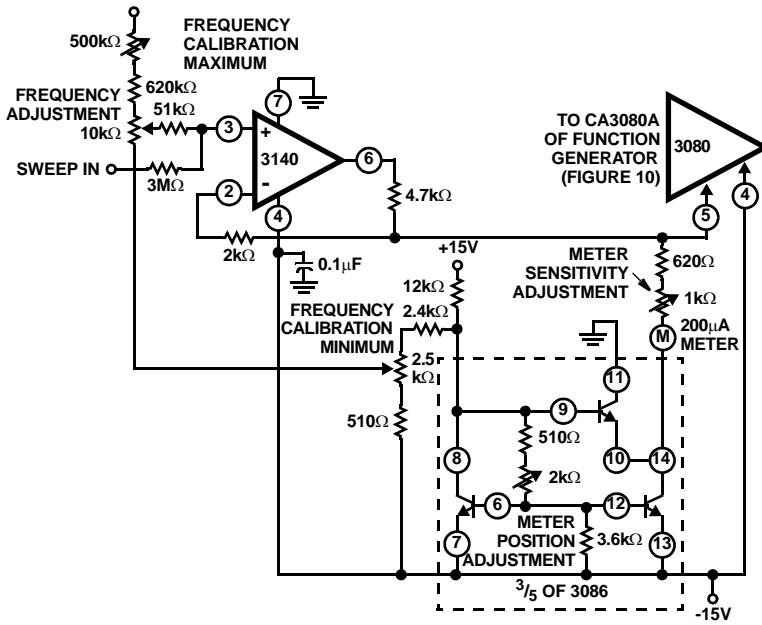 500kΩ
FREQUENCY
CALIBRATION
MAXIMUM
620kΩ
FREQUENCY
ADJUSTMENT
10kΩ
51kΩ
SWEEP IN
3MΩ
7
3
+
3140
6
2
-
4
4.7kΩ
2kΩ
0.1μF
TO CA3080A
OF FUNCTION
GENERATOR
(FIGURE 10)
3080
4
5
+15V
12kΩ
2.4kΩ
FREQUENCY
CALIBRATION
MINIMUM
2.5
kΩ
510Ω
METER
SENSITIVITY
ADJUSTMENT
620Ω
1kΩ
M
200μA
METER
11
9
510Ω
8
10
14
2kΩ
6
12
7
METER
POSITION
ADJUSTMENT
3.6kΩ
13
3/5 OF 3086
-15V